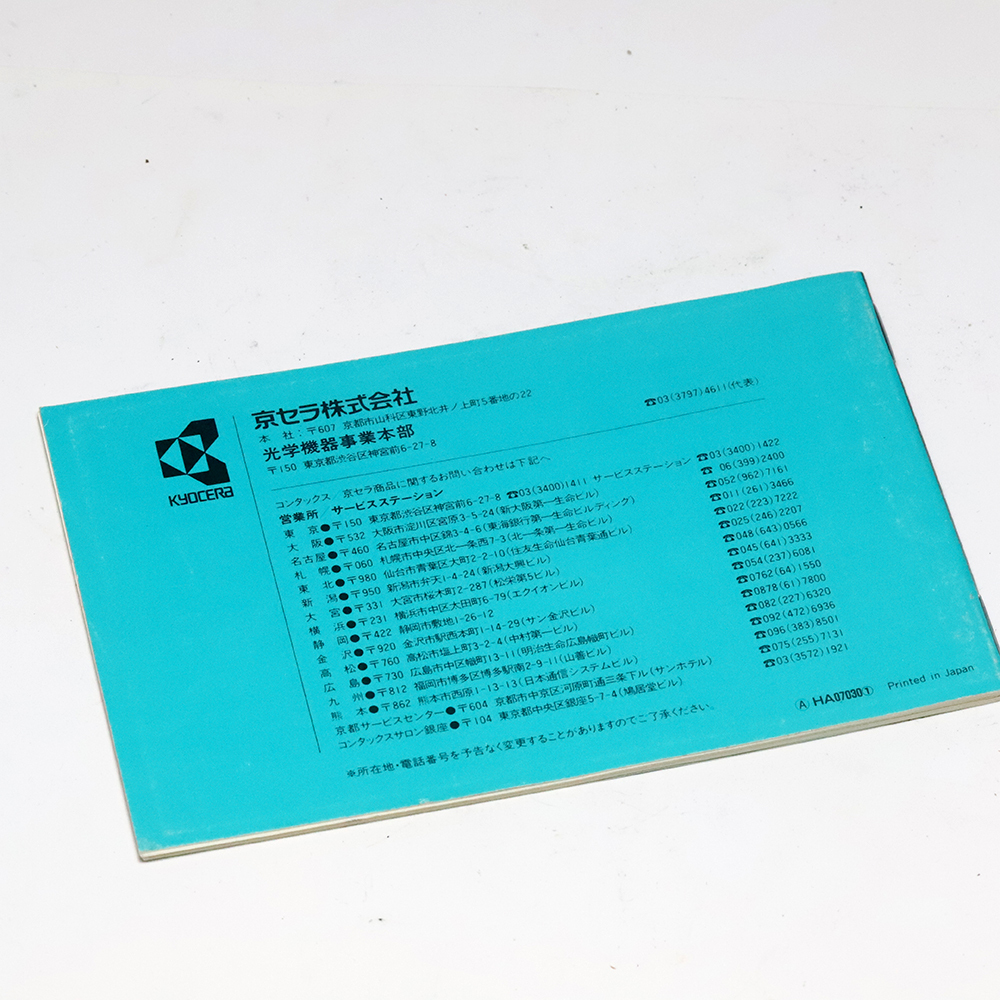 KYOCERA
京セラ株式会社
本 社:〒607 京都市山科区東野北井ノ上町5番地の22
光学機器事業本部
〒150 東京都渋谷区神宮前6-27-8 ☎03(3797)4611(代表)
コンタックス 京セラ商品に関するお問い合わせは下記へ
営業所/サービスステーション
東 京●〒150 東京都渋谷区神宮前6-27-8 ☎03(3400)1411 サービスステーション ☎03(3400)1422
大 阪●〒532 大阪市淀川区宮原3-5-24(新大阪第一生命ビル) ☎06(399)2400
名古屋●〒460 名古屋市中区錦3-4-6(東海銀行第一生命ビルディング) ☎052(962)7161
札 幌●〒060 札幌市中央区北一条西7-3(北一条第一生命ビル) ☎011(261)3466
東 北●〒980 仙台市青葉区大町2-2-10(住友生命仙台青葉通ビル) ☎022(223)7222
新 潟●〒950 新潟市弁天1-4-24(新潟大興ビル) ☎025(246)2207
大 宮●〒331 大宮市桜木町2-287(松栄第5ビル) ☎048(643)0566
横 浜●〒231 横浜市中区太田町6-79(エクイオンビル) ☎045(641)3333
静 岡●〒422 静岡市敷地1-26-12 ☎054(237)6081
金 沢●〒920 金沢市駅西本町1-14-29(サン金沢ビル) ☎0762(64)1550
高 松●〒760 高松市塩上町3-2-4(中村第一ビル) ☎0878(61)7800
広 島●〒730 広島市中区幟町13-11(明治生命広島幟町ビル) ☎082(227)6320
九 州●〒812 福岡市博多区博多駅南2-9-11(山善ビル) ☎092(472)6936
熊 本●〒862 熊本市西原1-13-13(日本通信システムビル) ☎096(383)8501
京都サービスセンター●〒604 京都市中京区河原町通三条下ル(サンホテル) ☎075(255)7131
コンタックスサロン銀座●〒104 東京都中央区銀座5-7-4(鳩居堂ビル) ☎03(3572)1921
※所在地・電話番号を予告なく変更することがありますのでご了承ください。
Ⓐ HA07030① Printed in Japan